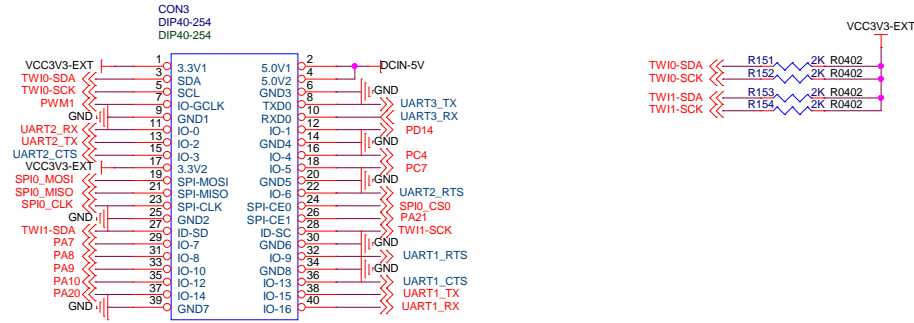 CON3
DIP40-254
DIP40-254
VCC3V3-EXT 1 3.3V1 5.0V1 2 DCIN-5V
TWI0-SDA 3 SDA 5.0V2 4
TWI0-SCK 5 SCL GND3 6 GND
PWM1 7 IO-GCLK TXD0 8 UART3_TX
GND 9 GND1 RXD0 10 UART3_RX
UART2_RX 11 IO-0 IO-1 12 PD14
UART2_TX 13 IO-2 GND4 14 GND
UART2_CTS 15 IO-3 IO-4 16 PC4
VCC3V3-EXT 17 3.3V2 IO-5 18 PC7
SPI0_MOSI 19 SPI-MOSI GND5 20 GND
SPI0_MISO 21 SPI-MISO IO-6 22 UART2_RTS
SPI0_CLK 23 SPI-CLK SPI-CE0 24 SPI0_CS0
GND 25 GND2 SPI-CE1 26 PA21
TWI1-SDA 27 ID-SD ID-SC 28 TWI1-SCK
PA7 29 IO-7 GND6 30 GND
PA8 31 IO-8 IO-9 32 UART1_RTS
PA9 33 IO-10 GND8 34 GND
PA10 35 IO-12 IO-13 36 UART1_CTS
PA20 37 IO-14 IO-15 38 UART1_TX
GND 39 GND7 IO-16 40 UART1_RX
VCC3V3-EXT
TWI0-SDA R151 2K R0402
TWI0-SCK R152 2K R0402
TWI1-SDA R153 2K R0402
TWI1-SCK R154 2K R0402